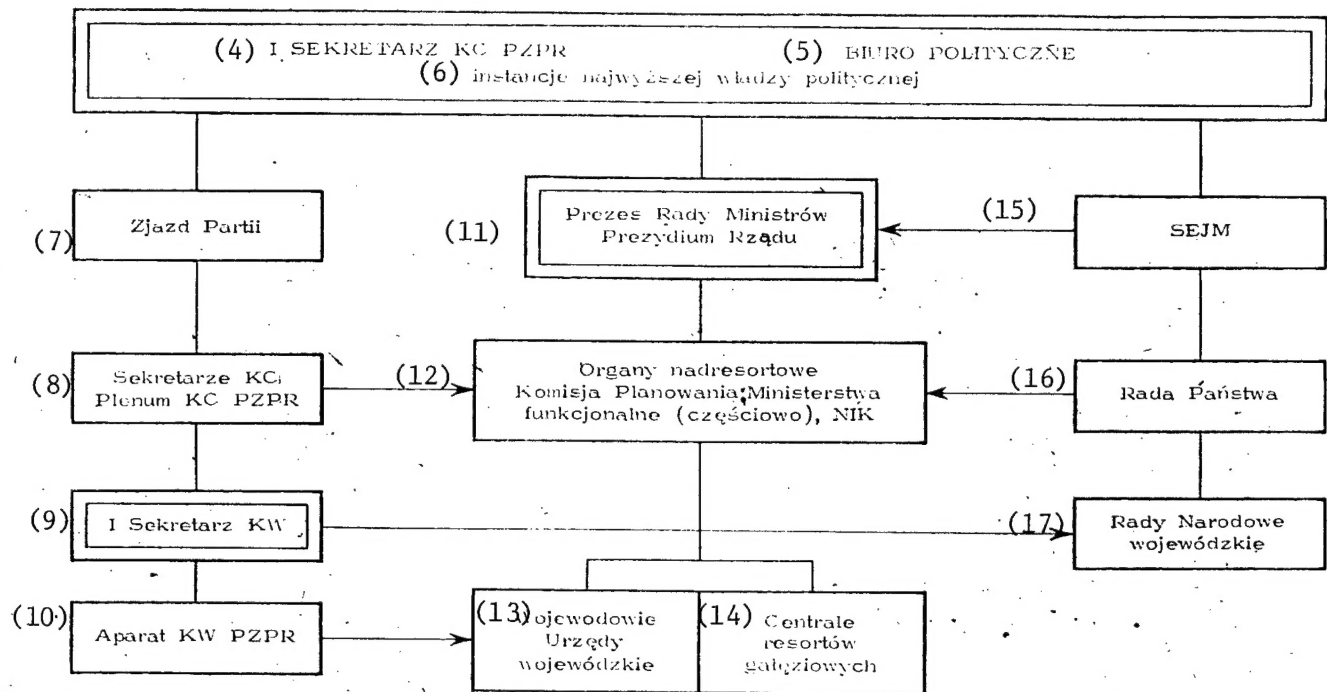 (4) I SEKRETARZ KC PZPR (5) BIURO POLITYCZNE
(6) instancje najwyższej władzy politycznej
(7) Zjazd Partii
(11) Prezes Rady Ministrów
Prezydium Rządu
(15) SEJM
(8) Sekretarze KC,
Plenum KC PZPR
(12) Organy nadresortowe
Komisja Planowania; Ministerstwa
funkcjonalne (częściowo), NIK
(16) Rada Państwa
(9) I Sekretarz KW
(17) Rady Narodowe
wojewódzkie
(10) Aparat KW PZPR
(13) Wojewodowie
Urzędy
wojewódzkie
(14) Centrale
resortów
gałęziowych